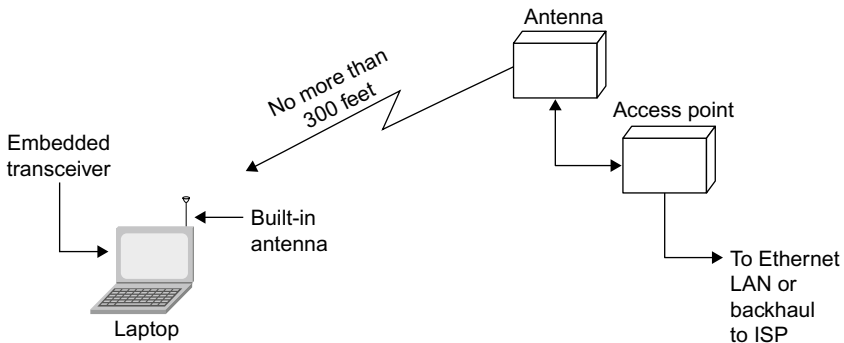 Antenna
No more than
300 feet
Access point
Embedded
transceiver
Built-in
antenna
To Ethernet
LAN or
backhaul
to ISP
Laptop